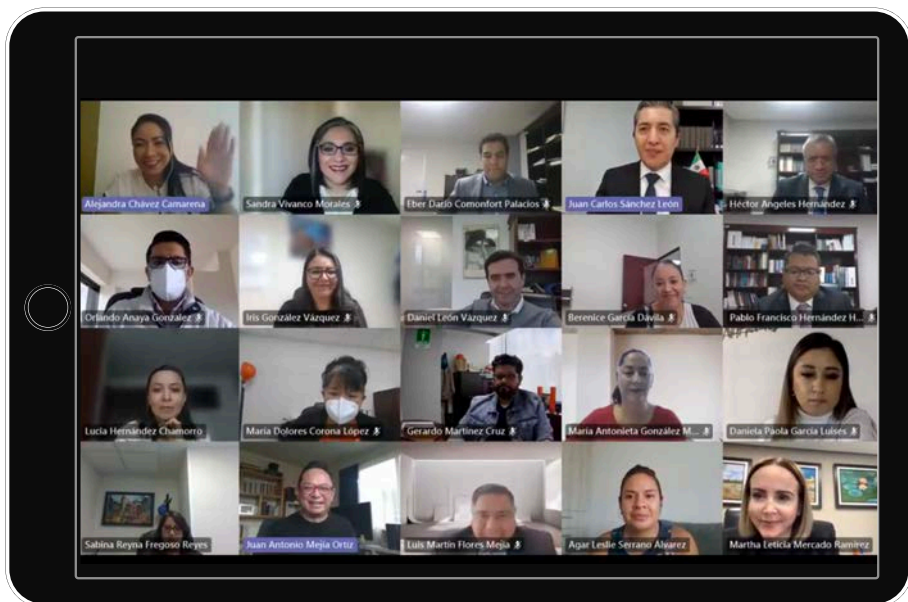 Alejandra Chávez Camarena
Sandra Vivanco Morales
Eber Darío Comonfort Palacios
Juan Carlos Sánchez León
Héctor Angeles Hernández
Orlando Anaya González
Iris González Vázquez
Daniel León Vázquez
Berenice García Dávila
Pablo Francisco Hernández H...
Lucía Hernández Chamorro
María Dolores Corona López
Gerardo Martínez Cruz
María Antonieta González M...
Daniela Paola García Luises
Sabina Reyna Fregoso Reyes
Juan Antonio Mejía Ortiz
Luis Martín Flores Mejía
Agar Leslie Serrano Álvarez
Martha Leticia Mercado Ramírez